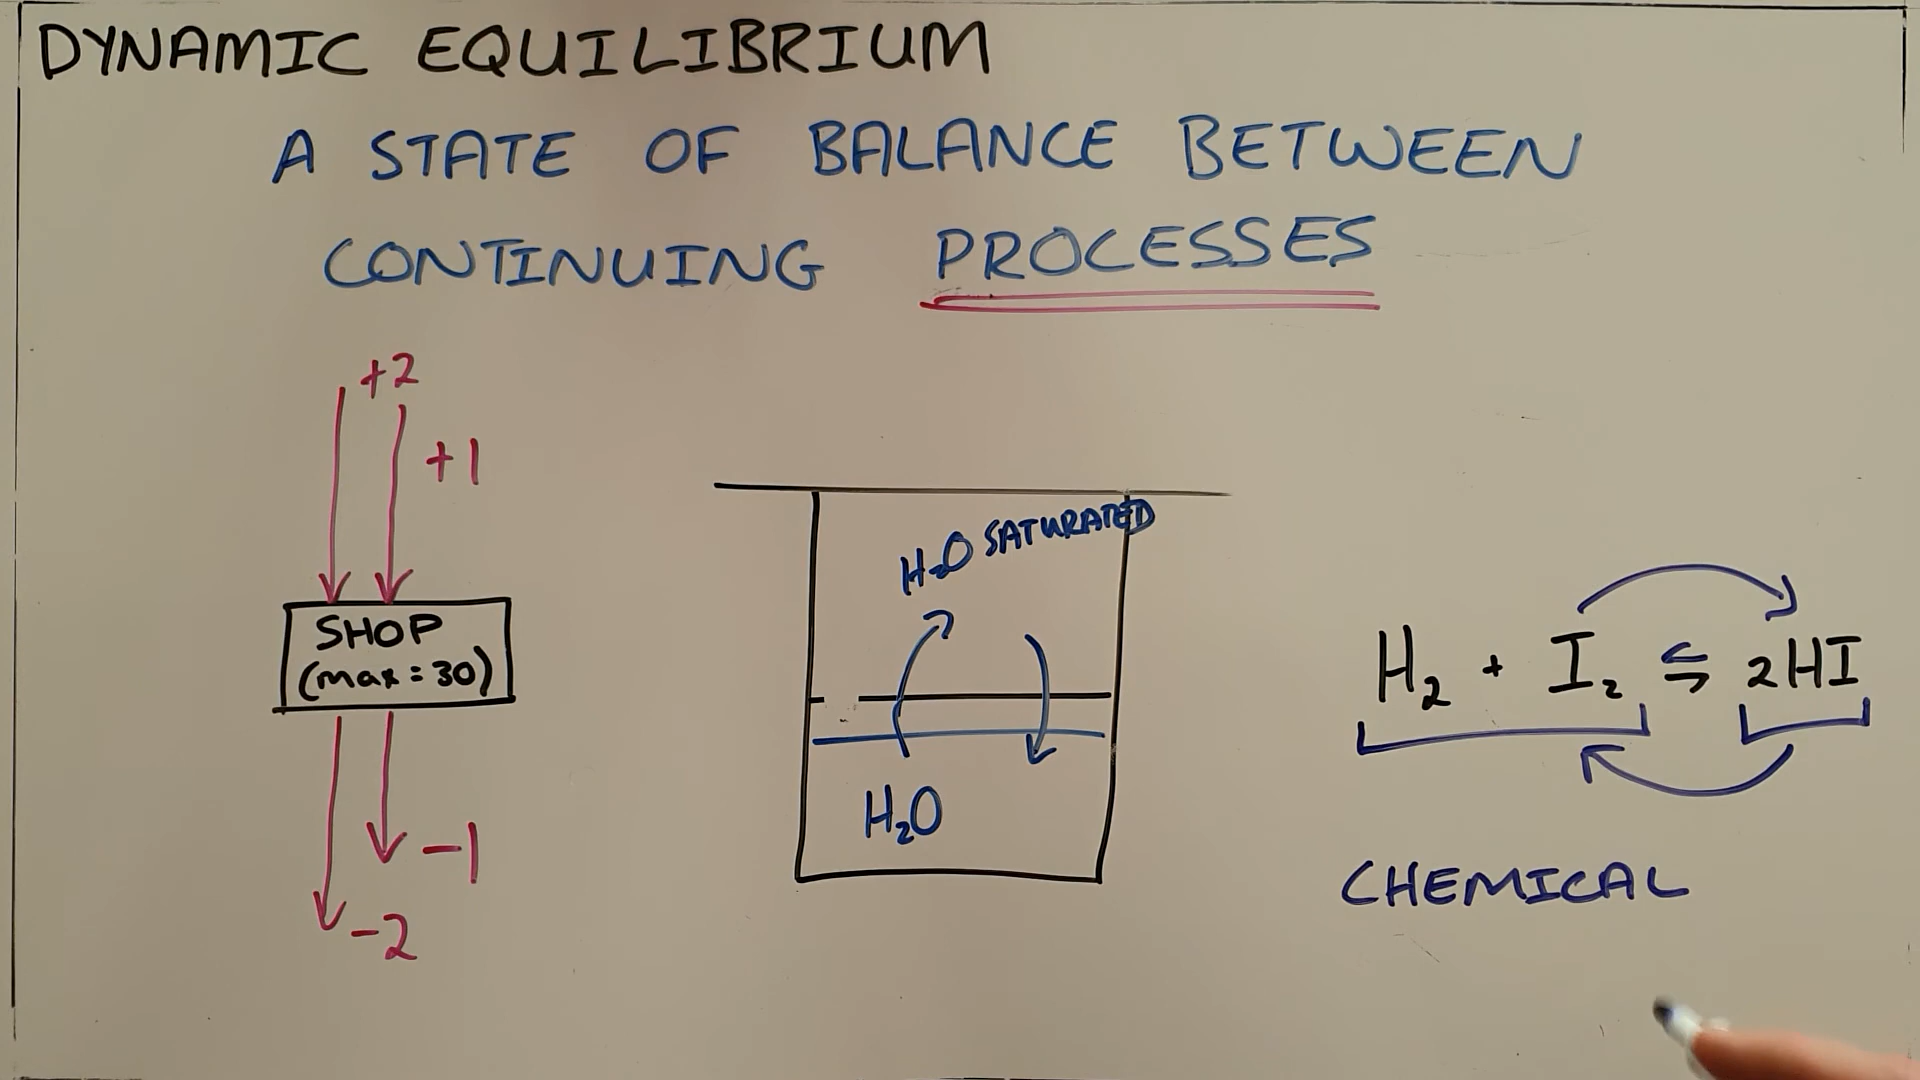 DYNAMIC EQUILIBRIUM
A STATE OF BALANCE BETWEEN
CONTINUING PROCESSES
+2
+1
SHOP
(max=30)
-1
-2
H₂O SATURATED
H₂O
H₂ + I₂ ⇋ 2HI
CHEMICAL